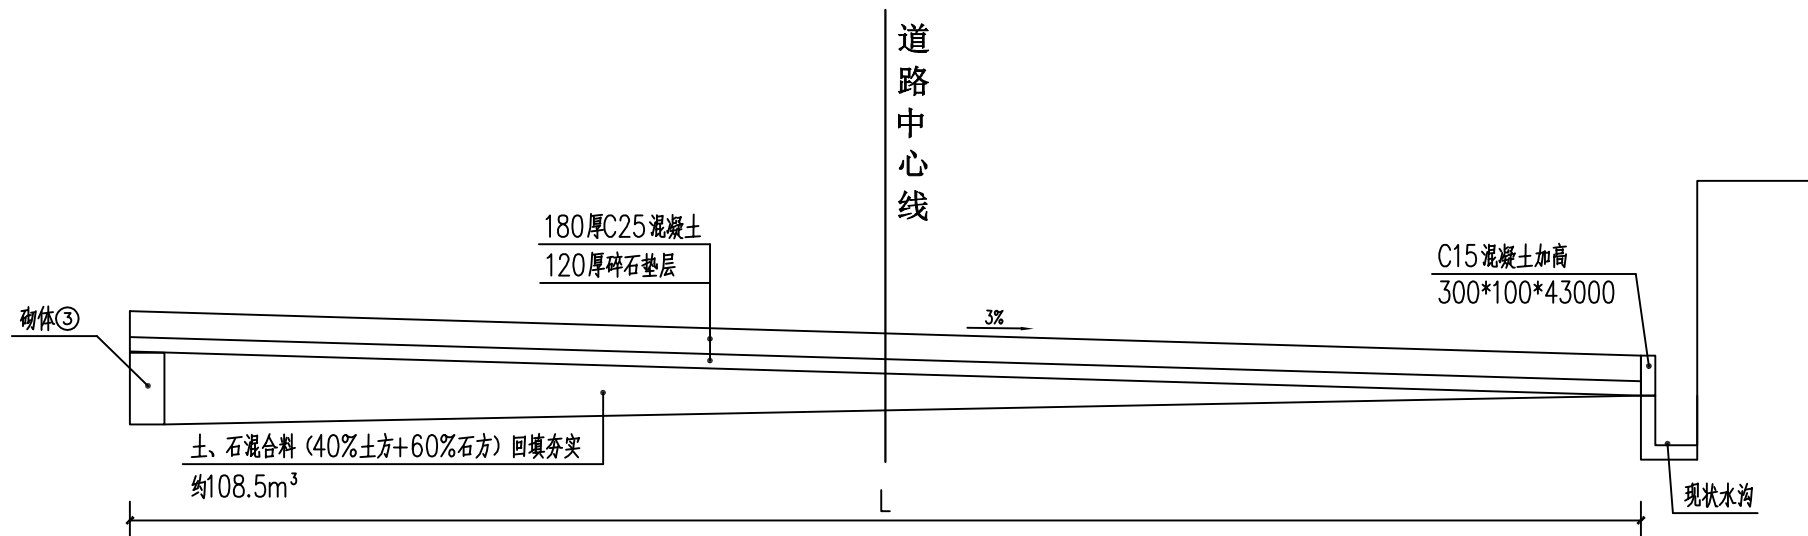 道路中心线
180厚C25混凝土
120厚碎石垫层
C15混凝土加高
300*100*43000
砌体③
3%
土、石混合料（40%土方+60%石方）回填夯实
约108.5m³
L
现状水沟